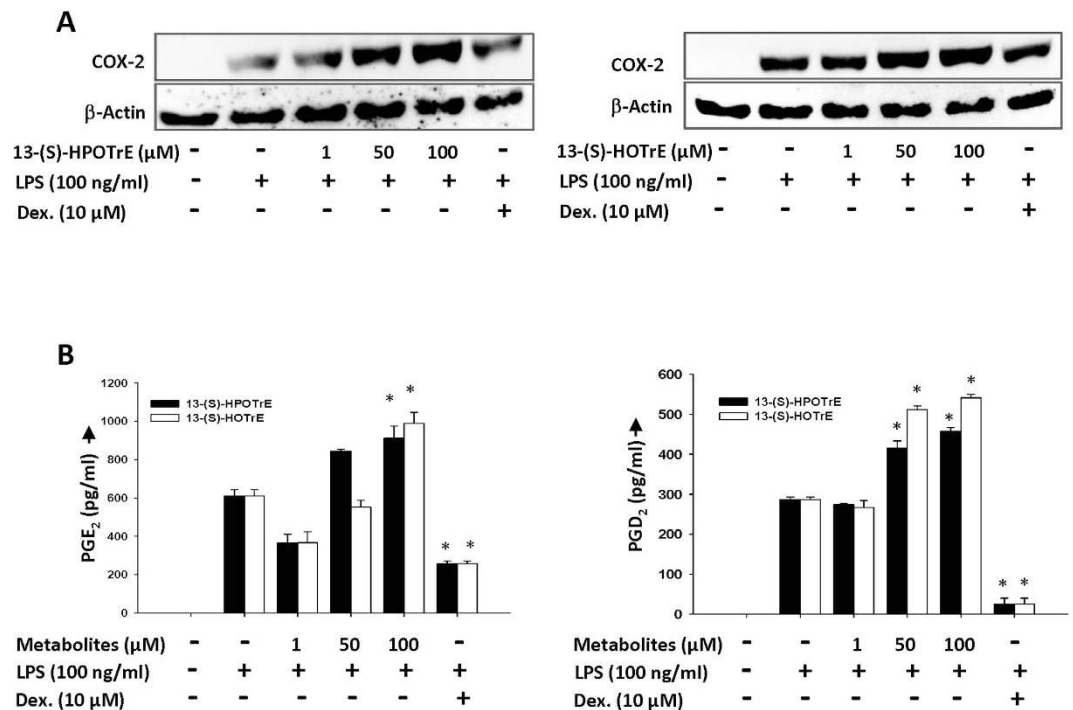 A
COX-2
β-Actin
13-(S)-HPOTrE (μM) - - 1 50 100 -
LPS (100 ng/ml) - + + + + +
Dex. (10 μM) - - - - - +
COX-2
β-Actin
13-(S)-HOTrE (μM) - - 1 50 100 -
LPS (100 ng/ml) - + + + + +
Dex. (10 μM) - - - - - +
B
PGE2 (pg/ml) →
1200
1000
800
600
400
200
0
13-(S)-HPOTrE
13-(S)-HOTrE
* *
* *
Metabolites (μM) - - 1 50 100 -
LPS (100 ng/ml) - + + + + +
Dex. (10 μM) - - - - - +
PGD2 (pg/ml) →
600
500
400
300
200
100
0
13-(S)-HPOTrE
13-(S)-HOTrE
* *
* *
* *
Metabolites (μM) - - 1 50 100 -
LPS (100 ng/ml) - + + + + +
Dex. (10 μM) - - - - - +